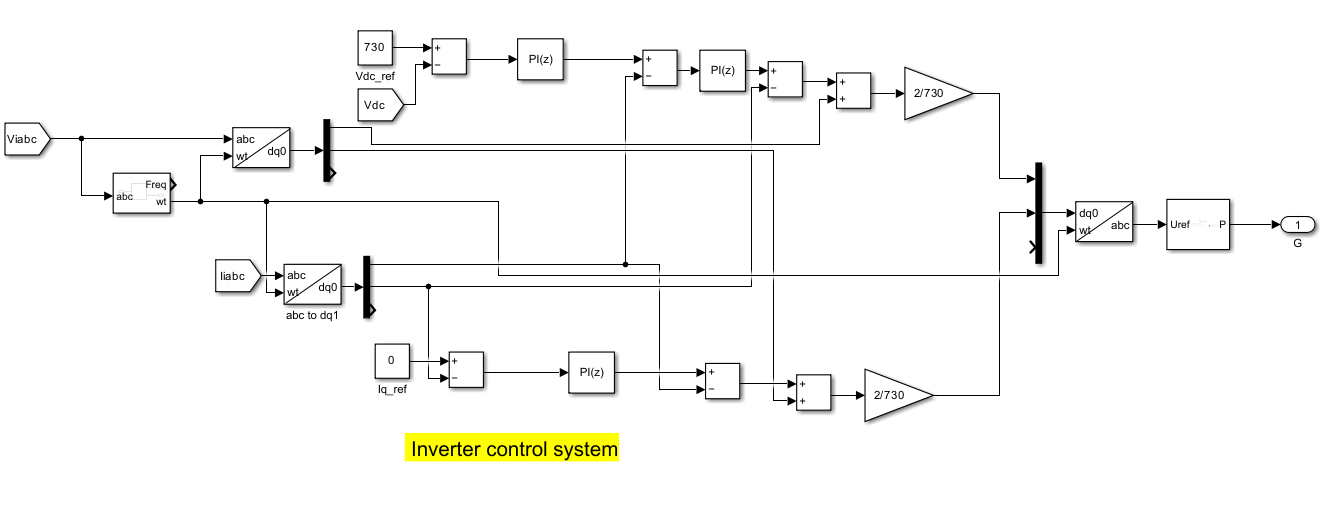 730
Vdc_ref
+
−
PI(z)
+
−
PI(z)
+
−
+
+
2/730
Vdc
Viabc
abc
wt
dq0
Freq
abc
wt
Iiabc
abc
wt
dq0
abc to dq1
dq0
wt
abc
Uref
P
1
G
0
Iq_ref
+
−
PI(z)
+
−
+
+
2/730
Inverter control system